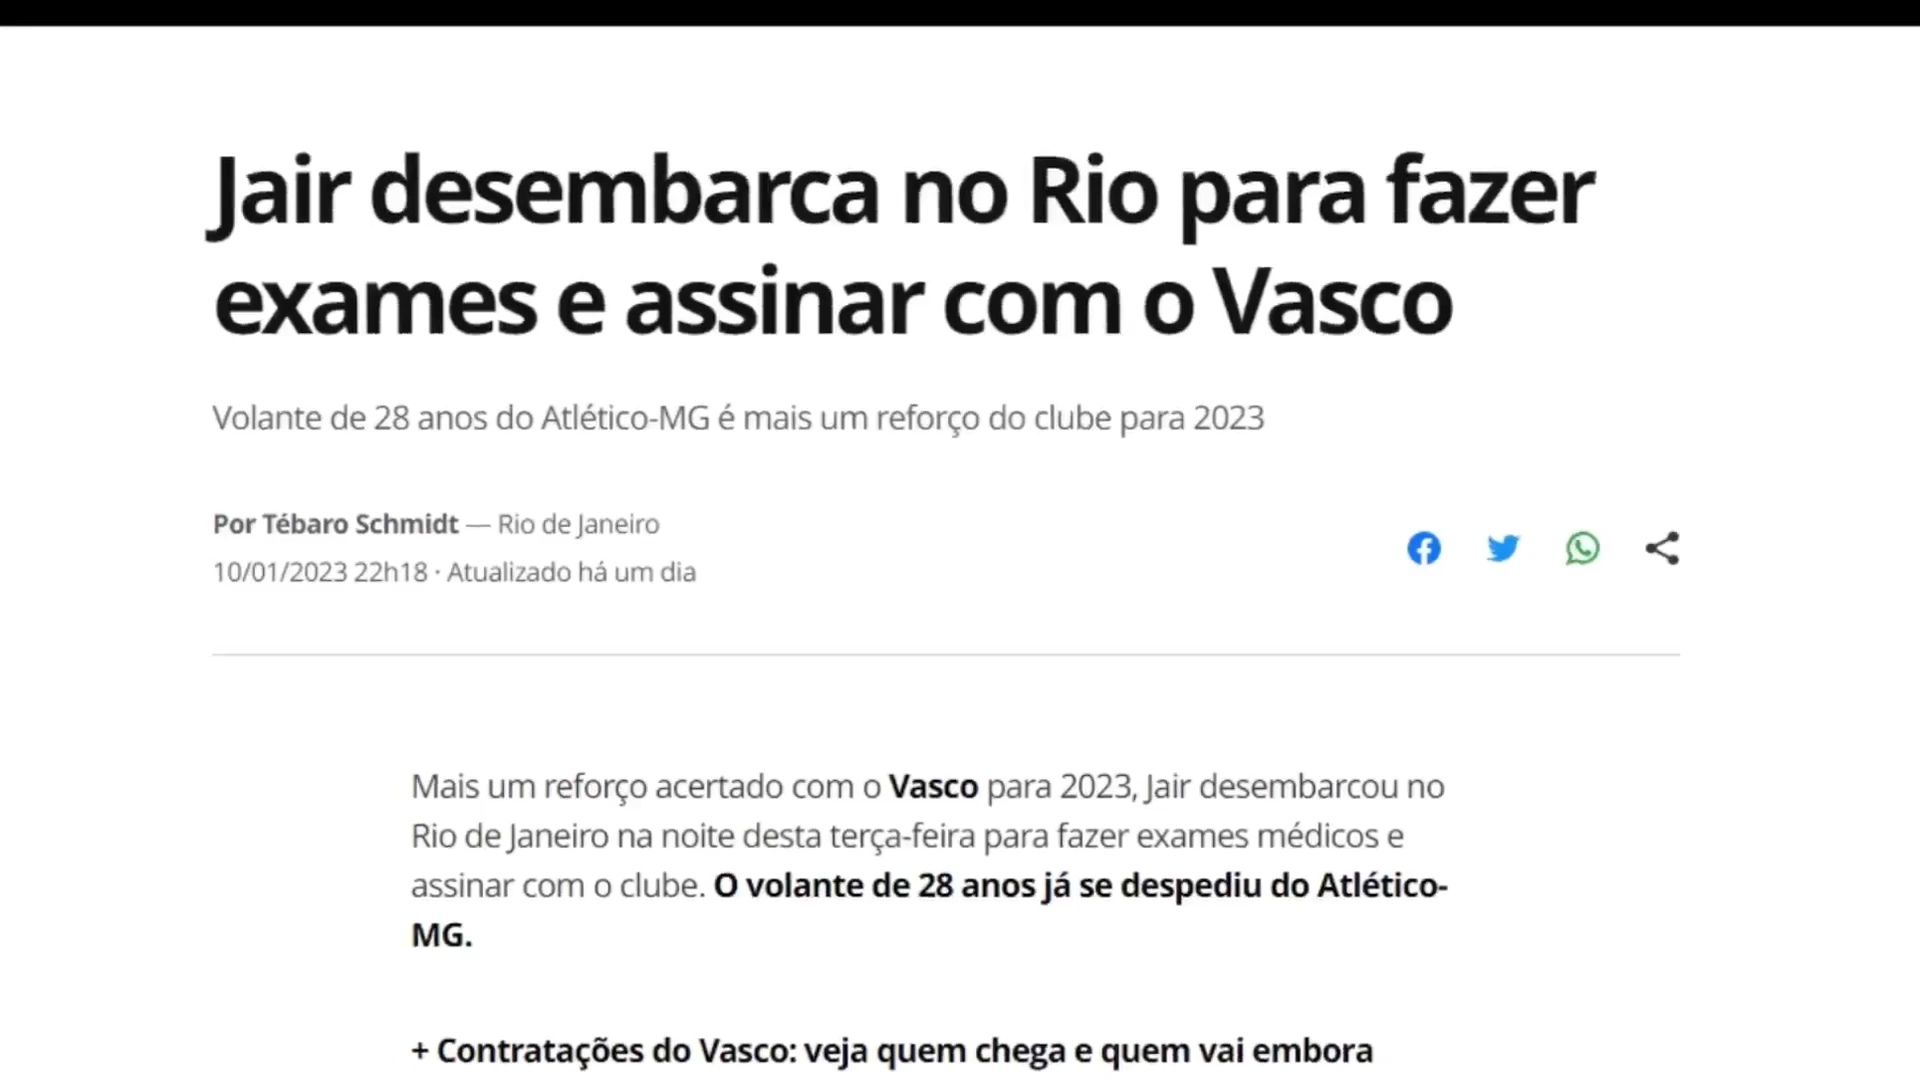 Jair desembarca no Rio para fazer
exames e assinar com o Vasco
Volante de 28 anos do Atlético-MG é mais um reforço do clube para 2023
Por Tébaro Schmidt — Rio de Janeiro
10/01/2023 22h18 · Atualizado há um dia
Mais um reforço acertado com o Vasco para 2023, Jair desembarcou no
Rio de Janeiro na noite desta terça-feira para fazer exames médicos e
assinar com o clube. O volante de 28 anos já se despediu do Atlético-
MG.
+ Contratações do Vasco: veja quem chega e quem vai embora